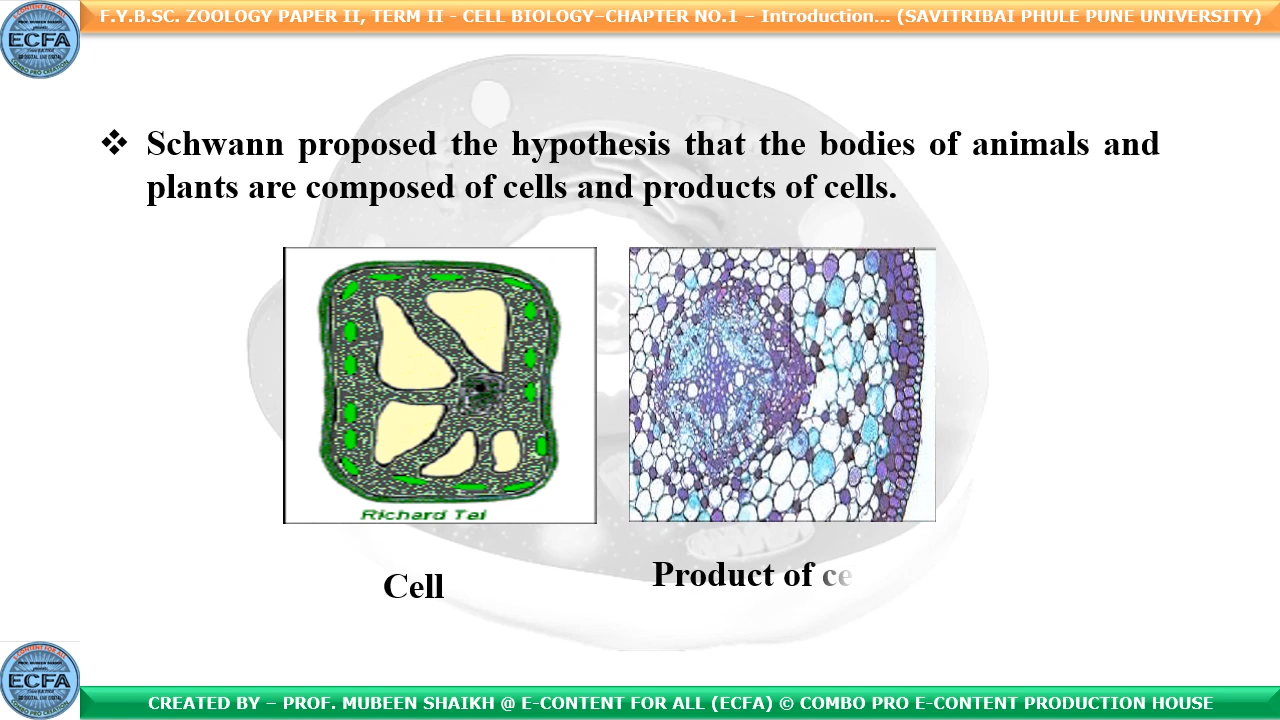 F.Y.B.SC. ZOOLOGY PAPER II, TERM II - CELL BIOLOGY–CHAPTER NO.1 – Introduction... (SAVITRIBAI PHULE PUNE UNIVERSITY)
ECFA
❖ Schwann proposed the hypothesis that the bodies of animals and
plants are composed of cells and products of cells.
Richard Tai
Cell
Product of ce
ECFA
CREATED BY – PROF. MUBEEN SHAIKH @ E-CONTENT FOR ALL (ECFA) © COMBO PRO E-CONTENT PRODUCTION HOUSE